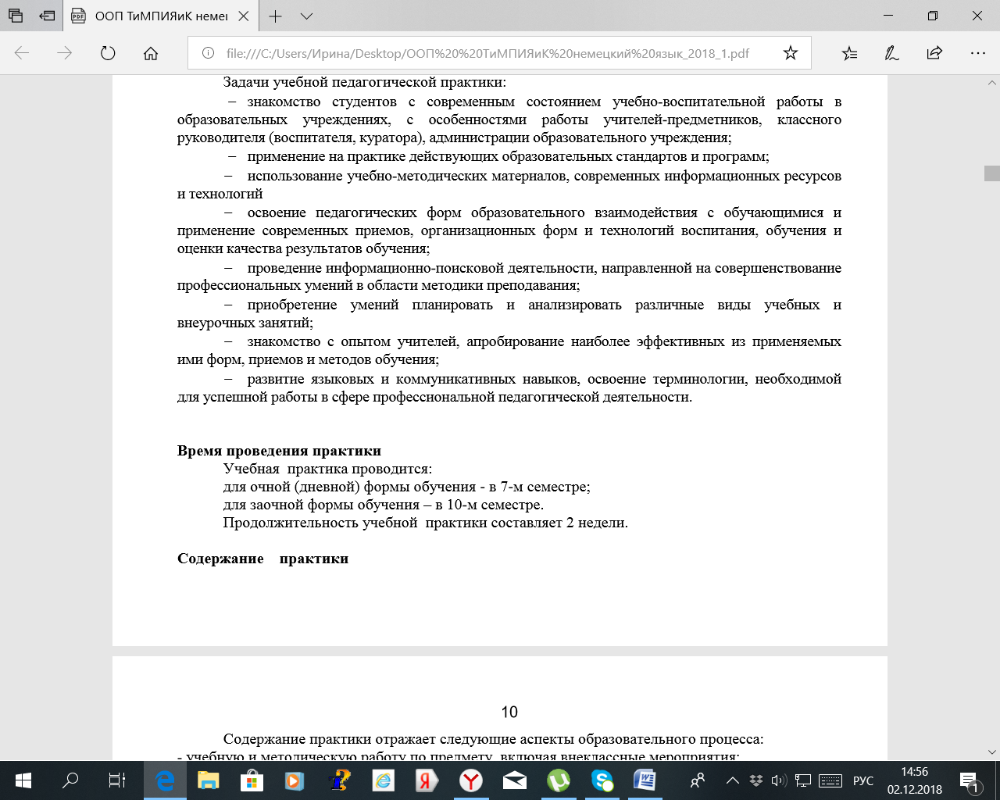 ООП ТиМПИЯиК немец
file:///C:/Users/Ирина/Desktop/ООП%20%20ТиМПИЯиК%20немецкий%20язык_2018_1.pdf
Задачи учебной педагогической практики:
– знакомство студентов с современным состоянием учебно-воспитательной работы в
образовательных учреждениях, с особенностями работы учителей-предметников, классного
руководителя (воспитателя, куратора), администрации образовательного учреждения;
– применение на практике действующих образовательных стандартов и программ;
– использование учебно-методических материалов, современных информационных ресурсов
и технологий
– освоение педагогических форм образовательного взаимодействия с обучающимися и
применение современных приемов, организационных форм и технологий воспитания, обучения и
оценки качества результатов обучения;
– проведение информационно-поисковой деятельности, направленной на совершенствование
профессиональных умений в области методики преподавания;
– приобретение умений планировать и анализировать различные виды учебных и
внеурочных занятий;
– знакомство с опытом учителей, апробирование наиболее эффективных из применяемых
ими форм, приемов и методов обучения;
– развитие языковых и коммуникативных навыков, освоение терминологии, необходимой
для успешной работы в сфере профессиональной педагогической деятельности.
Время проведения практики
Учебная практика проводится:
для очной (дневной) формы обучения - в 7-м семестре;
для заочной формы обучения – в 10-м семестре.
Продолжительность учебной практики составляет 2 недели.
Содержание практики
10
Содержание практики отражает следующие аспекты образовательного процесса:
- учебную и методическую работу по предмету, включая внеклассные мероприятия;
РУС
14:56
02.12.2018
1